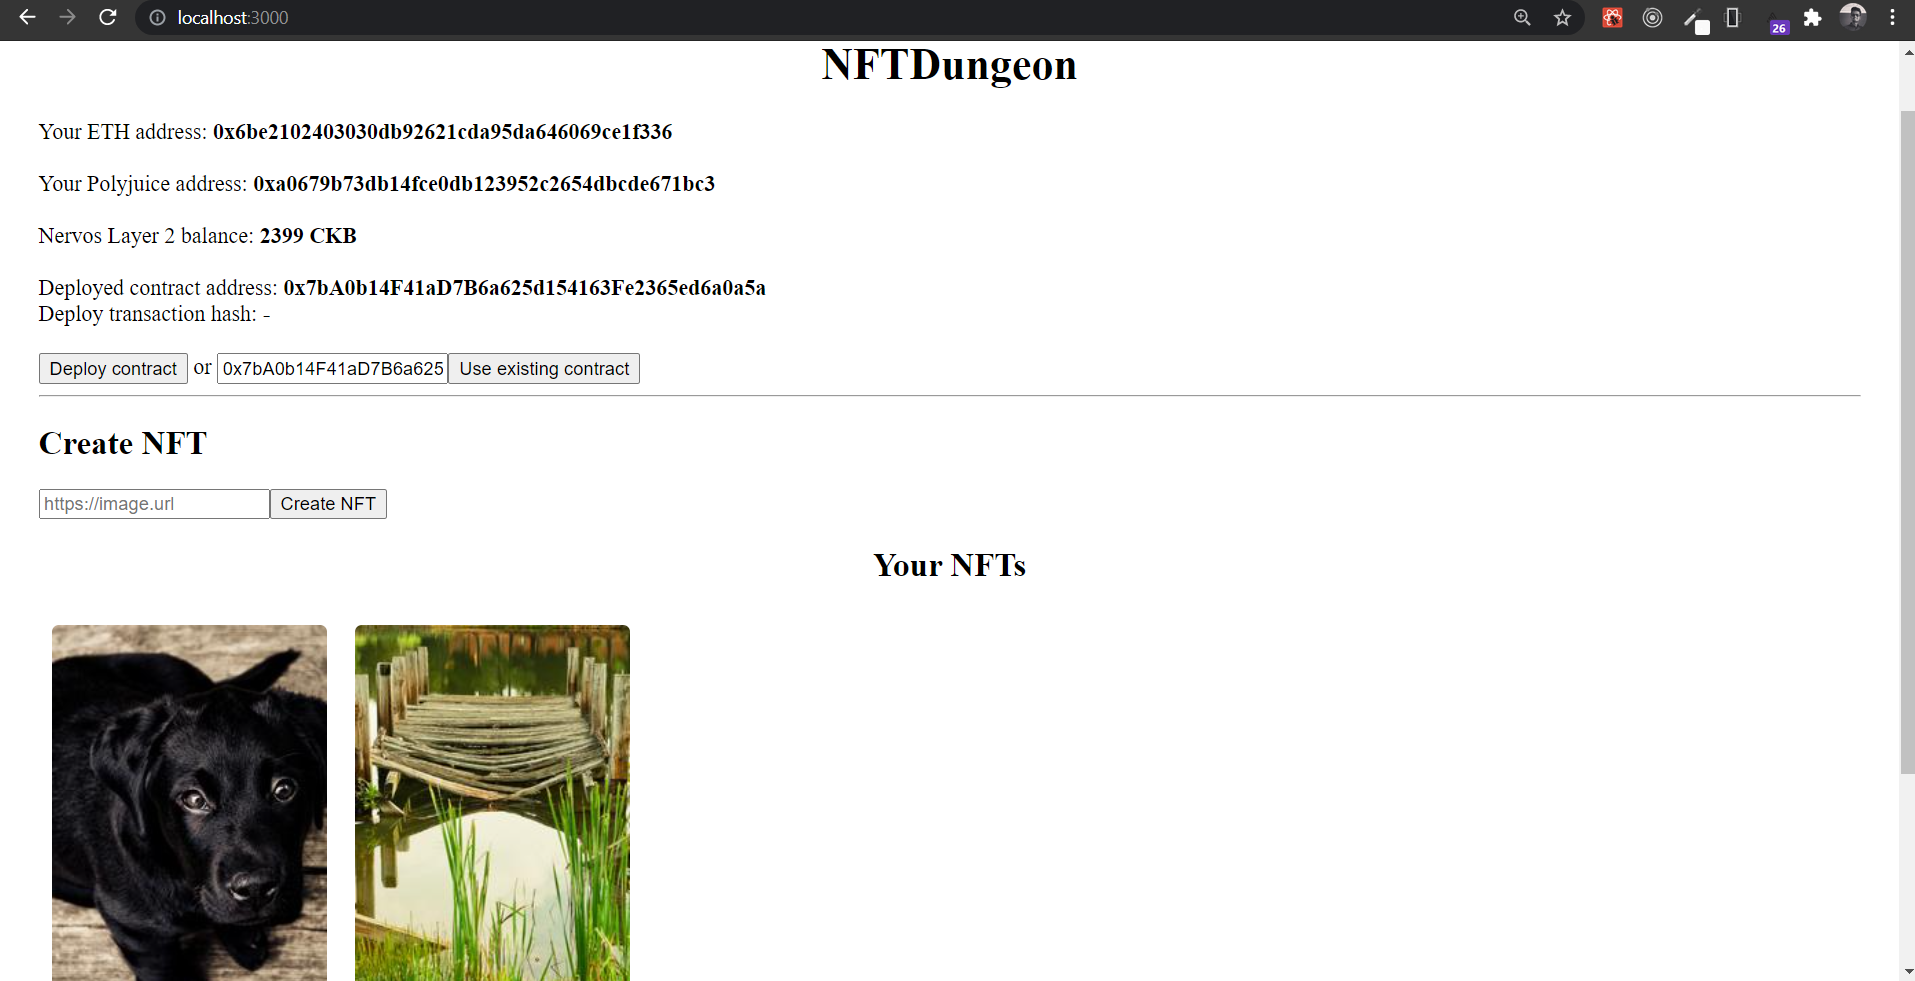 localhost:3000
26
NFTDungeon
Your ETH address: 0x6be2102403030db92621cda95da646069ce1f336
Your Polyjuice address: 0xa0679b73db14fce0db123952c2654dbcde671bc3
Nervos Layer 2 balance: 2399 CKB
Deployed contract address: 0x7bA0b14F41aD7B6a625d154163Fe2365ed6a0a5a
Deploy transaction hash: -
Deploy contract or 0x7bA0b14F41aD7B6a625 Use existing contract
Create NFT
https://image.url Create NFT
Your NFTs